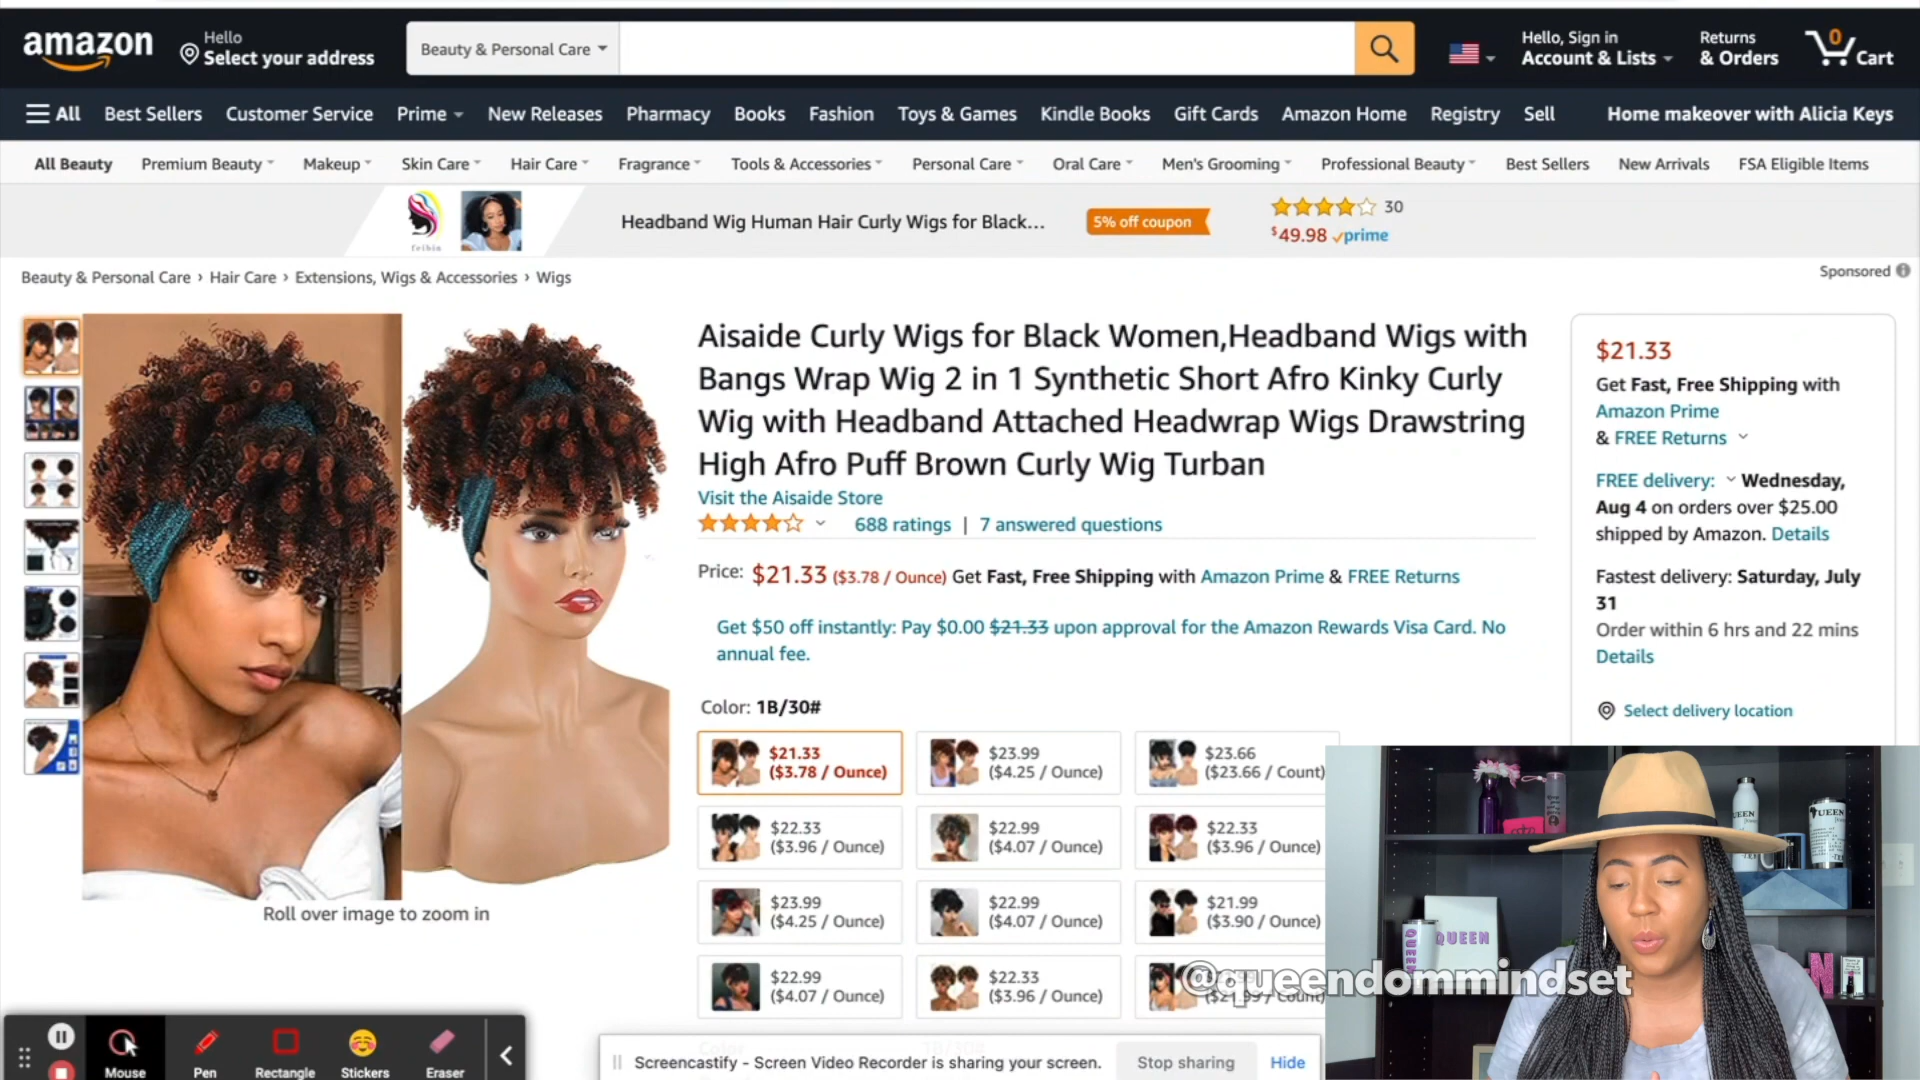 amazon
Hello
Select your address
Beauty & Personal Care
Hello, Sign in
Account & Lists
Returns
& Orders
0
Cart
All
Best Sellers
Customer Service
Prime
New Releases
Pharmacy
Books
Fashion
Toys & Games
Kindle Books
Gift Cards
Amazon Home
Registry
Sell
Home makeover with Alicia Keys
All Beauty
Premium Beauty
Makeup
Skin Care
Hair Care
Fragrance
Tools & Accessories
Personal Care
Oral Care
Men's Grooming
Professional Beauty
Best Sellers
New Arrivals
FSA Eligible Items
Headband Wig Human Hair Curly Wigs for Black...
5% off coupon
30
$49.98 prime
Sponsored
Beauty & Personal Care › Hair Care › Extensions, Wigs & Accessories › Wigs
Roll over image to zoom in
Aisaide Curly Wigs for Black Women,Headband Wigs with
Bangs Wrap Wig 2 in 1 Synthetic Short Afro Kinky Curly
Wig with Headband Attached Headwrap Wigs Drawstring
High Afro Puff Brown Curly Wig Turban
Visit the Aisaide Store
688 ratings | 7 answered questions
Price: $21.33 ($3.78 / Ounce) Get Fast, Free Shipping with Amazon Prime & FREE Returns
Get $50 off instantly: Pay $0.00 $21.33 upon approval for the Amazon Rewards Visa Card. No
annual fee.
Color: 1B/30#
$21.33
($3.78 / Ounce)
$23.99
($4.25 / Ounce)
$23.66
($23.66 / Count)
$22.33
($3.96 / Ounce)
$22.99
($4.07 / Ounce)
$22.33
($3.96 / Ounce)
$23.99
($4.25 / Ounce)
$22.99
($4.07 / Ounce)
$21.99
($3.90 / Ounce)
$22.99
($4.07 / Ounce)
$22.33
($3.96 / Ounce)
$21.33
Get Fast, Free Shipping with
Amazon Prime
& FREE Returns
FREE delivery: Wednesday,
Aug 4 on orders over $25.00
shipped by Amazon. Details
Fastest delivery: Saturday, July
31
Order within 6 hrs and 22 mins
Details
Select delivery location
QUEEN
QUEEN
@queendommindset
Mouse
Pen
Rectangle
Stickers
Eraser
Screencastify - Screen Video Recorder is sharing your screen.
Stop sharing
Hide